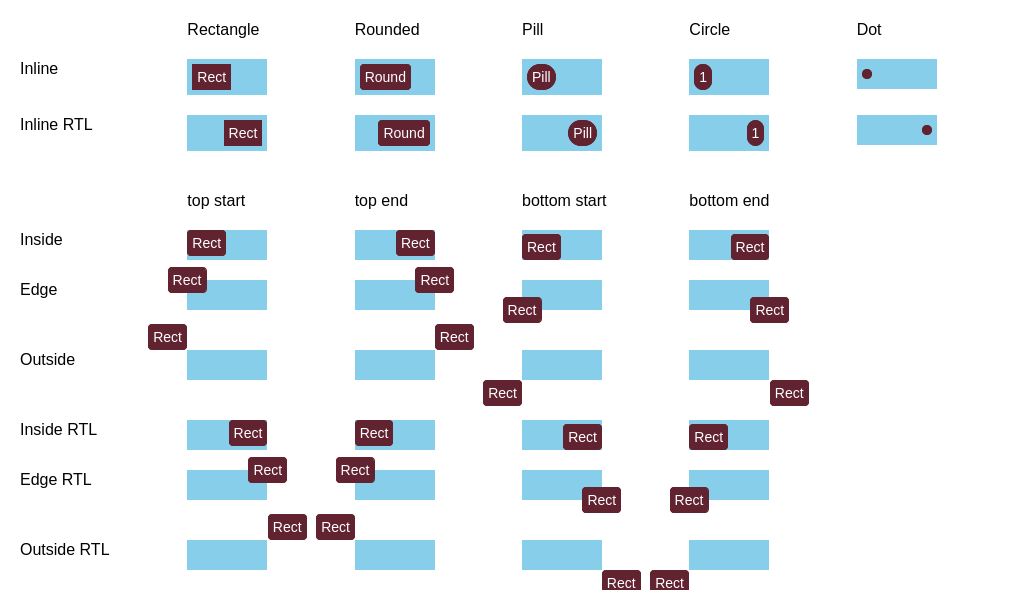 Rectangle Rounded Pill Circle Dot
Inline Rect Round Pill 1
Inline RTL Rect Round Pill 1
top start top end bottom start bottom end
Inside Rect Rect Rect Rect
Edge Rect Rect Rect Rect
Outside Rect Rect Rect Rect
Inside RTL Rect Rect Rect Rect
Edge RTL Rect Rect Rect Rect
Outside RTL Rect Rect Rect Rect